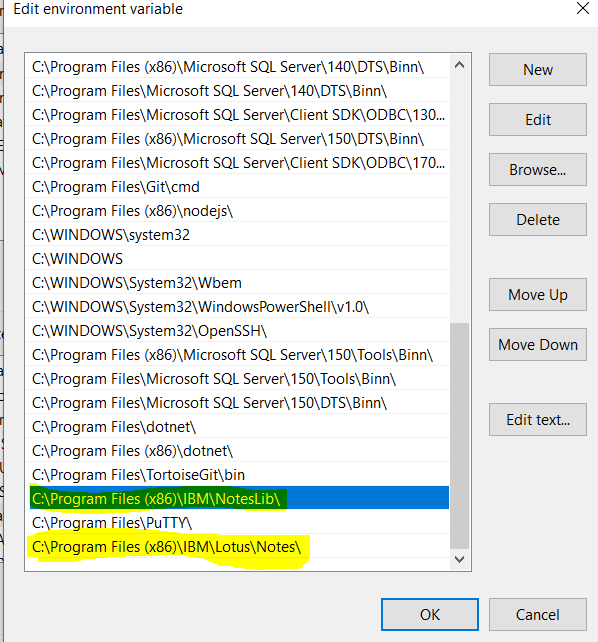 Edit environment variable
C:\Program Files (x86)\Microsoft SQL Server\140\DTS\Binn\
C:\Program Files\Microsoft SQL Server\140\DTS\Binn\
C:\Program Files\Microsoft SQL Server\Client SDK\ODBC\130...
C:\Program Files (x86)\Microsoft SQL Server\150\DTS\Binn\
C:\Program Files\Microsoft SQL Server\Client SDK\ODBC\170...
C:\Program Files\Git\cmd
C:\Program Files (x86)\nodejs\
C:\WINDOWS\system32
C:\WINDOWS
C:\WINDOWS\System32\Wbem
C:\WINDOWS\System32\WindowsPowerShell\v1.0\
C:\WINDOWS\System32\OpenSSH\
C:\Program Files (x86)\Microsoft SQL Server\150\Tools\Binn\
C:\Program Files\Microsoft SQL Server\150\Tools\Binn\
C:\Program Files\Microsoft SQL Server\150\DTS\Binn\
C:\Program Files\dotnet\
C:\Program Files (x86)\dotnet\
C:\Program Files\TortoiseGit\bin
C:\Program Files (x86)\IBM\NotesLib\
C:\Program Files\PuTTY\
C:\Program Files (x86)\IBM\Lotus\Notes\
New
Edit
Browse...
Delete
Move Up
Move Down
Edit text...
OK
Cancel